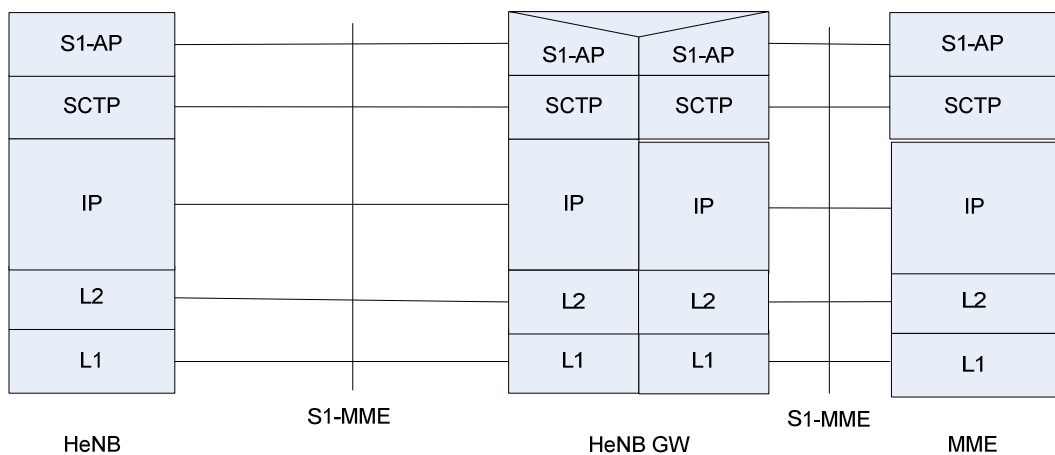 S1-AP
S1-AP
S1-AP
S1-AP
SCTP
SCTP
SCTP
SCTP
IP
IP
IP
IP
L2
L2
L2
L2
L1
L1
L1
L1
S1-MME
S1-MME
HeNB
HeNB GW
MME